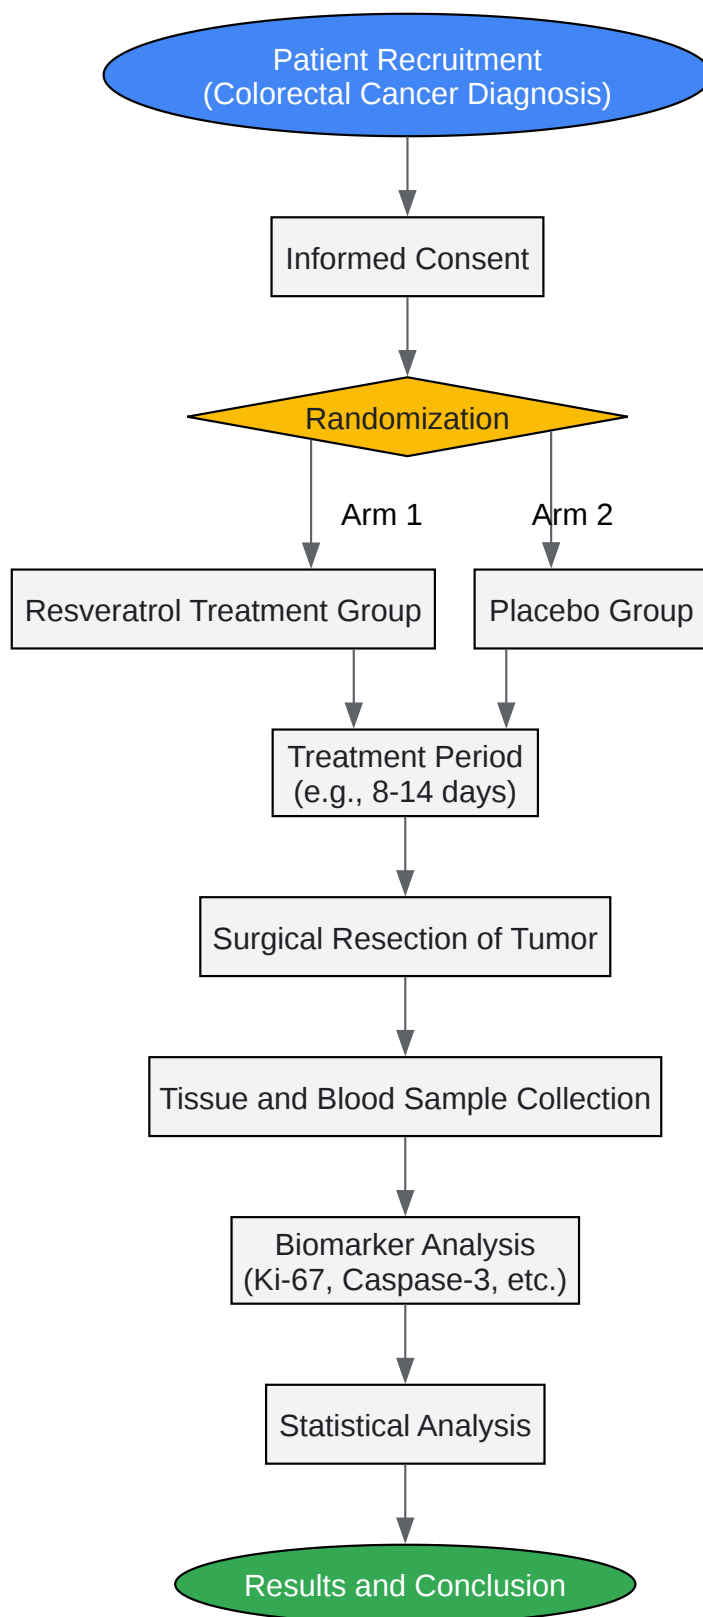 Patient Recruitment
(Colorectal Cancer Diagnosis)
Informed Consent
Randomization
Arm 1
Arm 2
Resveratrol Treatment Group
Placebo Group
Treatment Period
(e.g., 8-14 days)
Surgical Resection of Tumor
Tissue and Blood Sample Collection
Biomarker Analysis
(Ki-67, Caspase-3, etc.)
Statistical Analysis
Results and Conclusion